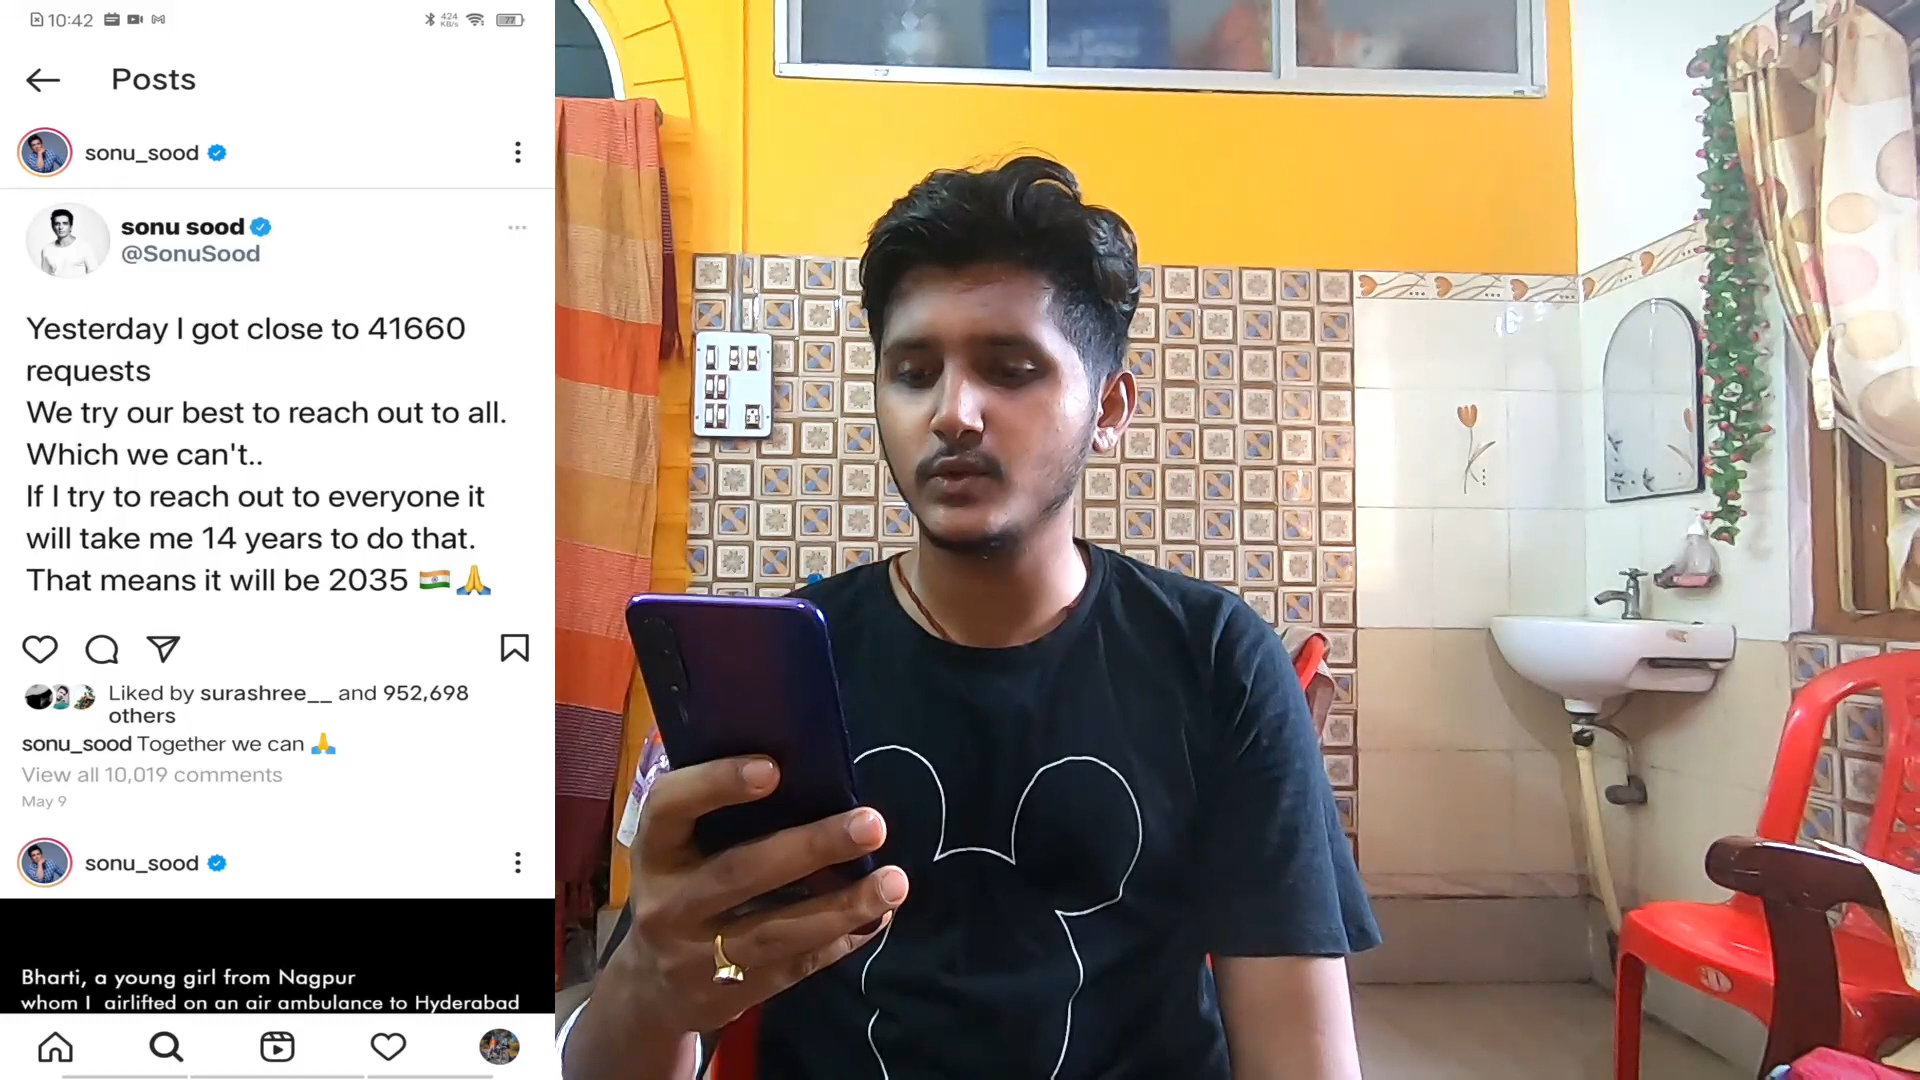 10:42
424
KB/s
77
Posts
sonu_sood
sonu sood
@SonuSood
Yesterday I got close to 41660
requests
We try our best to reach out to all.
Which we can't..
If I try to reach out to everyone it
will take me 14 years to do that.
That means it will be 2035 🇮🇳🙏
Liked by surashree__ and 952,698
others
sonu_sood Together we can 🙏
View all 10,019 comments
May 9
sonu_sood
Bharti, a young girl from Nagpur
whom I airlifted on an air ambulance to Hyderabad